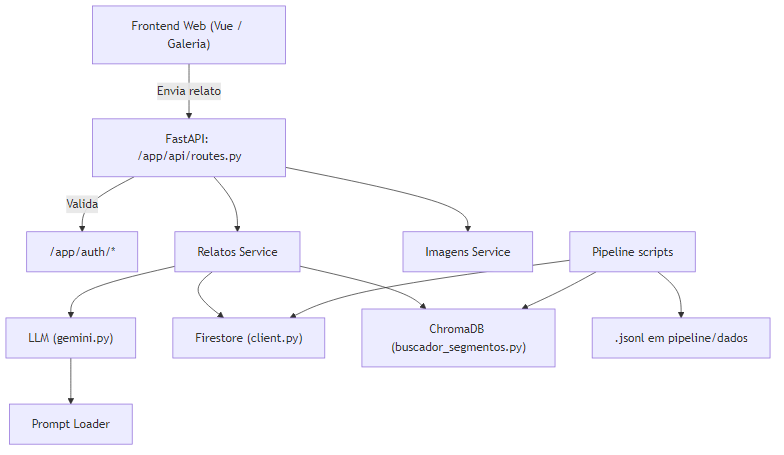 Frontend Web (Vue /
Galeria)
Envia relato
FastAPI:
/app/api/routes.py
Valida
/app/auth/*
Relatos Service
Imagens Service
Pipeline scripts
LLM (gemini.py)
Firestore (client.py)
ChromaDB
(buscador_segmentos.py)
.jsonl em pipeline/dados
Prompt Loader